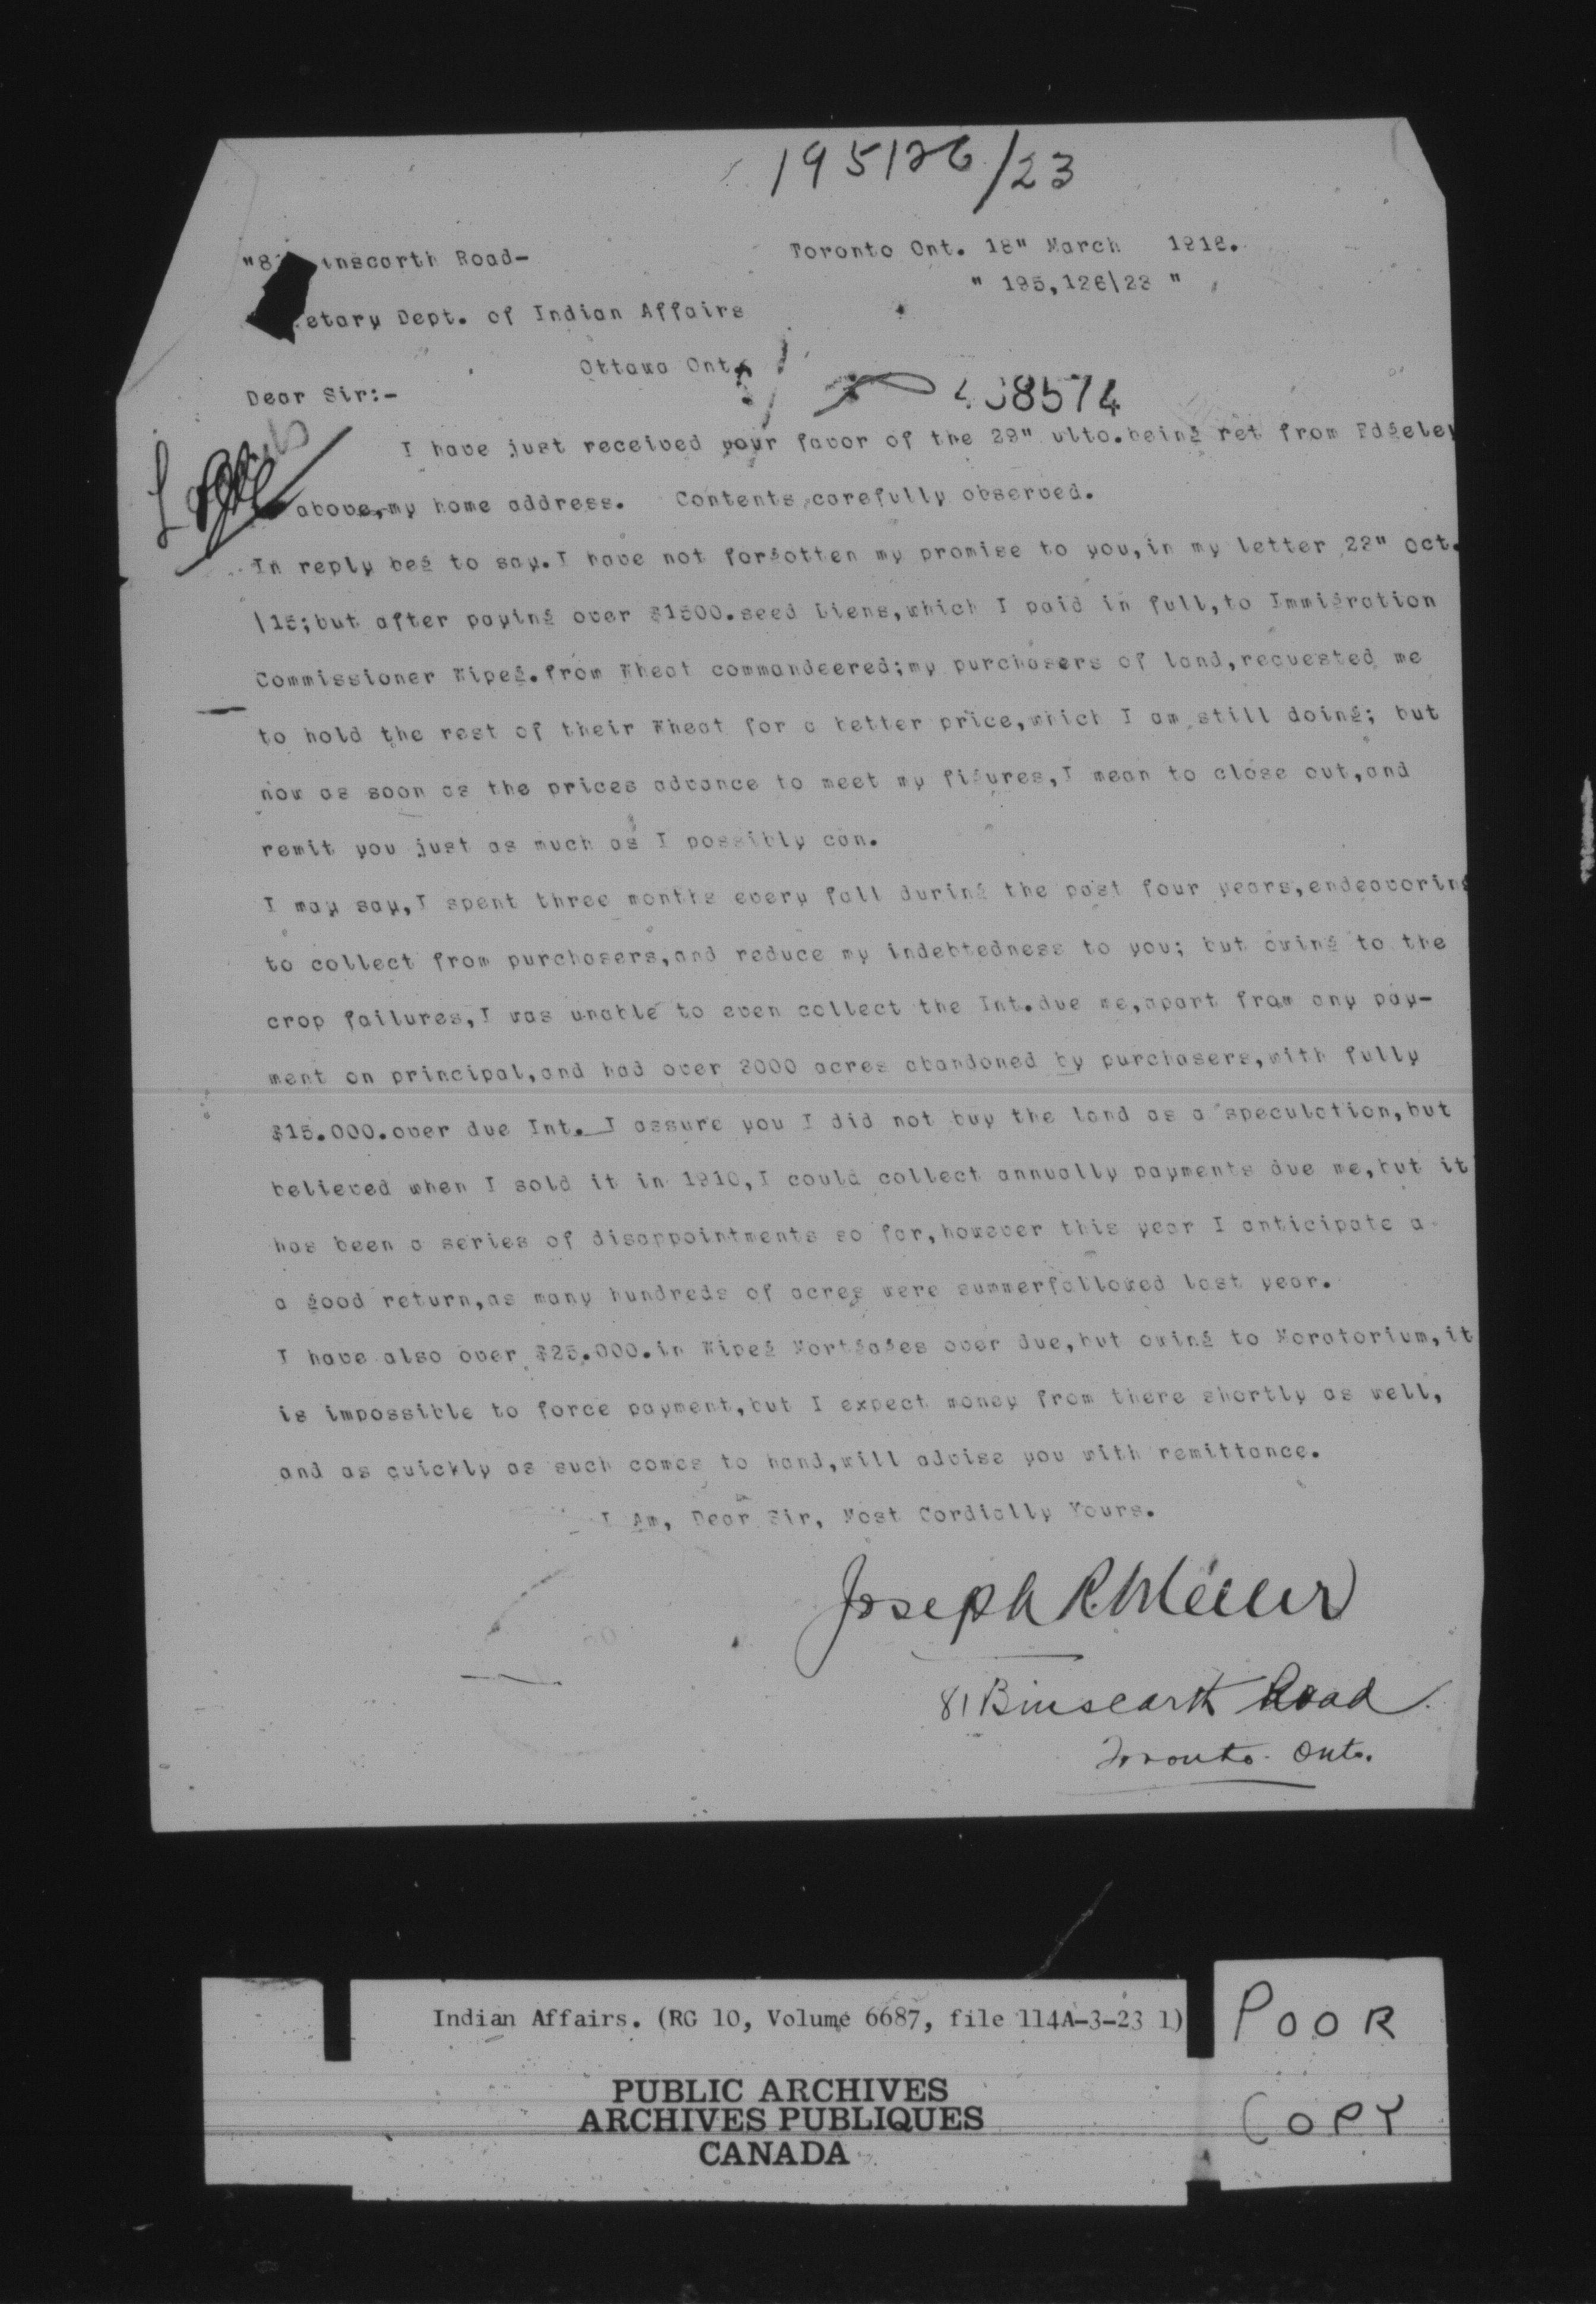 195126/23
"81 inscarth Road-
Toronto Ont. 18" March 1916.
" 195,126\23 "
etary Dept. of Indian Affairs
Ottawa Ont.
8574
Dear Sir:-
I have just received your favor of the 29" ulto.being ret from Edgeley
above,my home address. Contents carefully observed.
In reply beg to say.I have not forgotten my promise to you,in my letter 22" Oct.
\15;but after paying over $1500.seed Liens,which I paid in full,to Immigration
Commissioner Wipeg.from Wheat commandeered;my purchasers of land,requested me
to hold the rest of their Wheat for a better price,which I am still doing; but
now as soon as the prices advance to meet my figures,I mean to close out,and
remit you just as much as I possibly can.
I may say,I spent three months every fall during the past four years,endeavoring
to collect from purchasers,and reduce my indebtedness to you; but owing to the
crop failures,I was unable to even collect the Int.due me,apart from any pay-
ment on principal,and had over 2000 acres abandoned by purchasers,with fully
$15.000.over due Int. I assure you I did not buy the land as a speculation,but
believed when I sold it in 1910,I could collect annually payments due me,but it
has been a series of disappointments so far,however this year I anticipate a
a good return,as many hundreds of acres were summerfallowed last year.
I have also over $25.000.in Wipeg Mortgages over due,but owing to Moratorium,it
is impossible to force payment,but I expect money from there shortly as well,
and as quickly as such comes to hand,will advise you with remittance.
I Am, Dear Sir, Most Cordially Yours.
Joseph R. Miller
81 Binscarth Road.
Toronto. Ont.
Indian Affairs. (RG 10, Volume 6687, file 114A-3-23 1)
PUBLIC ARCHIVES
ARCHIVES PUBLIQUES
CANADA
POOR
COPY